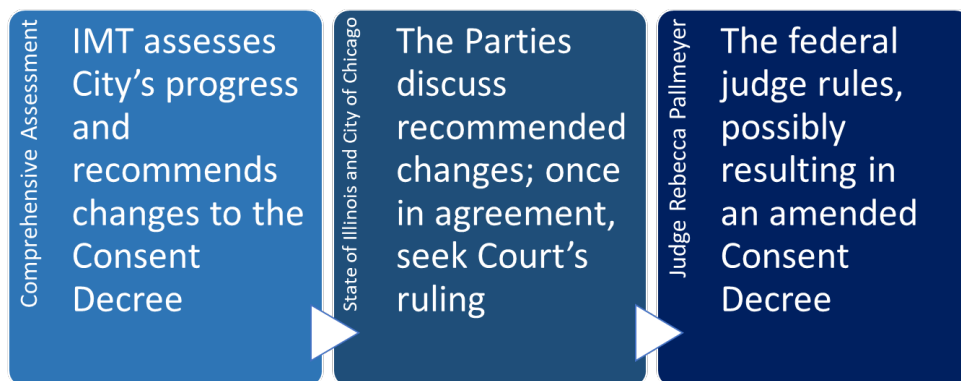 Comprehensive Assessment
IMT assesses
City’s progress
and
recommends
changes to the
Consent
Decree
State of Illinois and City of Chicago
The Parties
discuss
recommended
changes; once
in agreement,
seek Court’s
ruling
Judge Rebecca Pallmeyer
The federal
judge rules,
possibly
resulting in
an amended
Consent
Decree